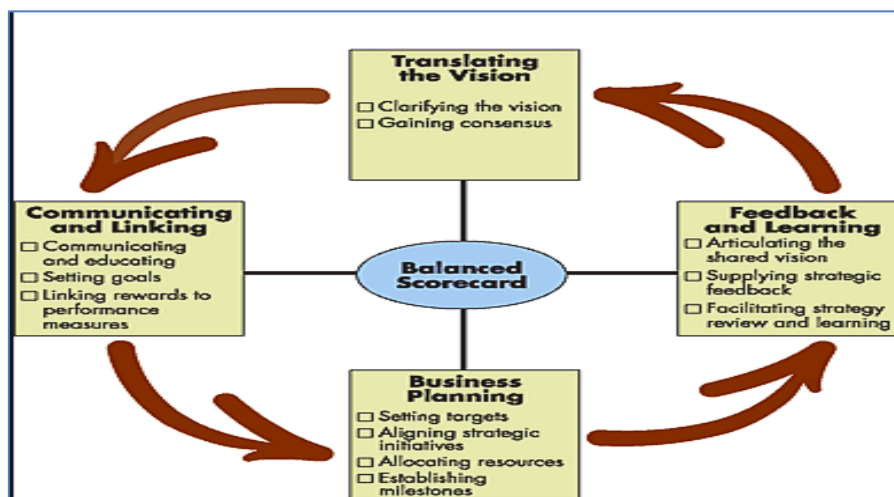 Translating
the Vision
☐ Clarifying the vision
☐ Gaining consensus
Communicating
and Linking
☐ Communicating
and educating
☐ Setting goals
☐ Linking rewards to
performance
measures
Balanced
Scorecard
Feedback
and Learning
☐ Articulating the
shared vision
☐ Supplying strategic
feedback
☐ Facilitating strategy
review and learning
Business
Planning
☐ Setting targets
☐ Aligning strategic
initiatives
☐ Allocating resources
☐ Establishing
milestones